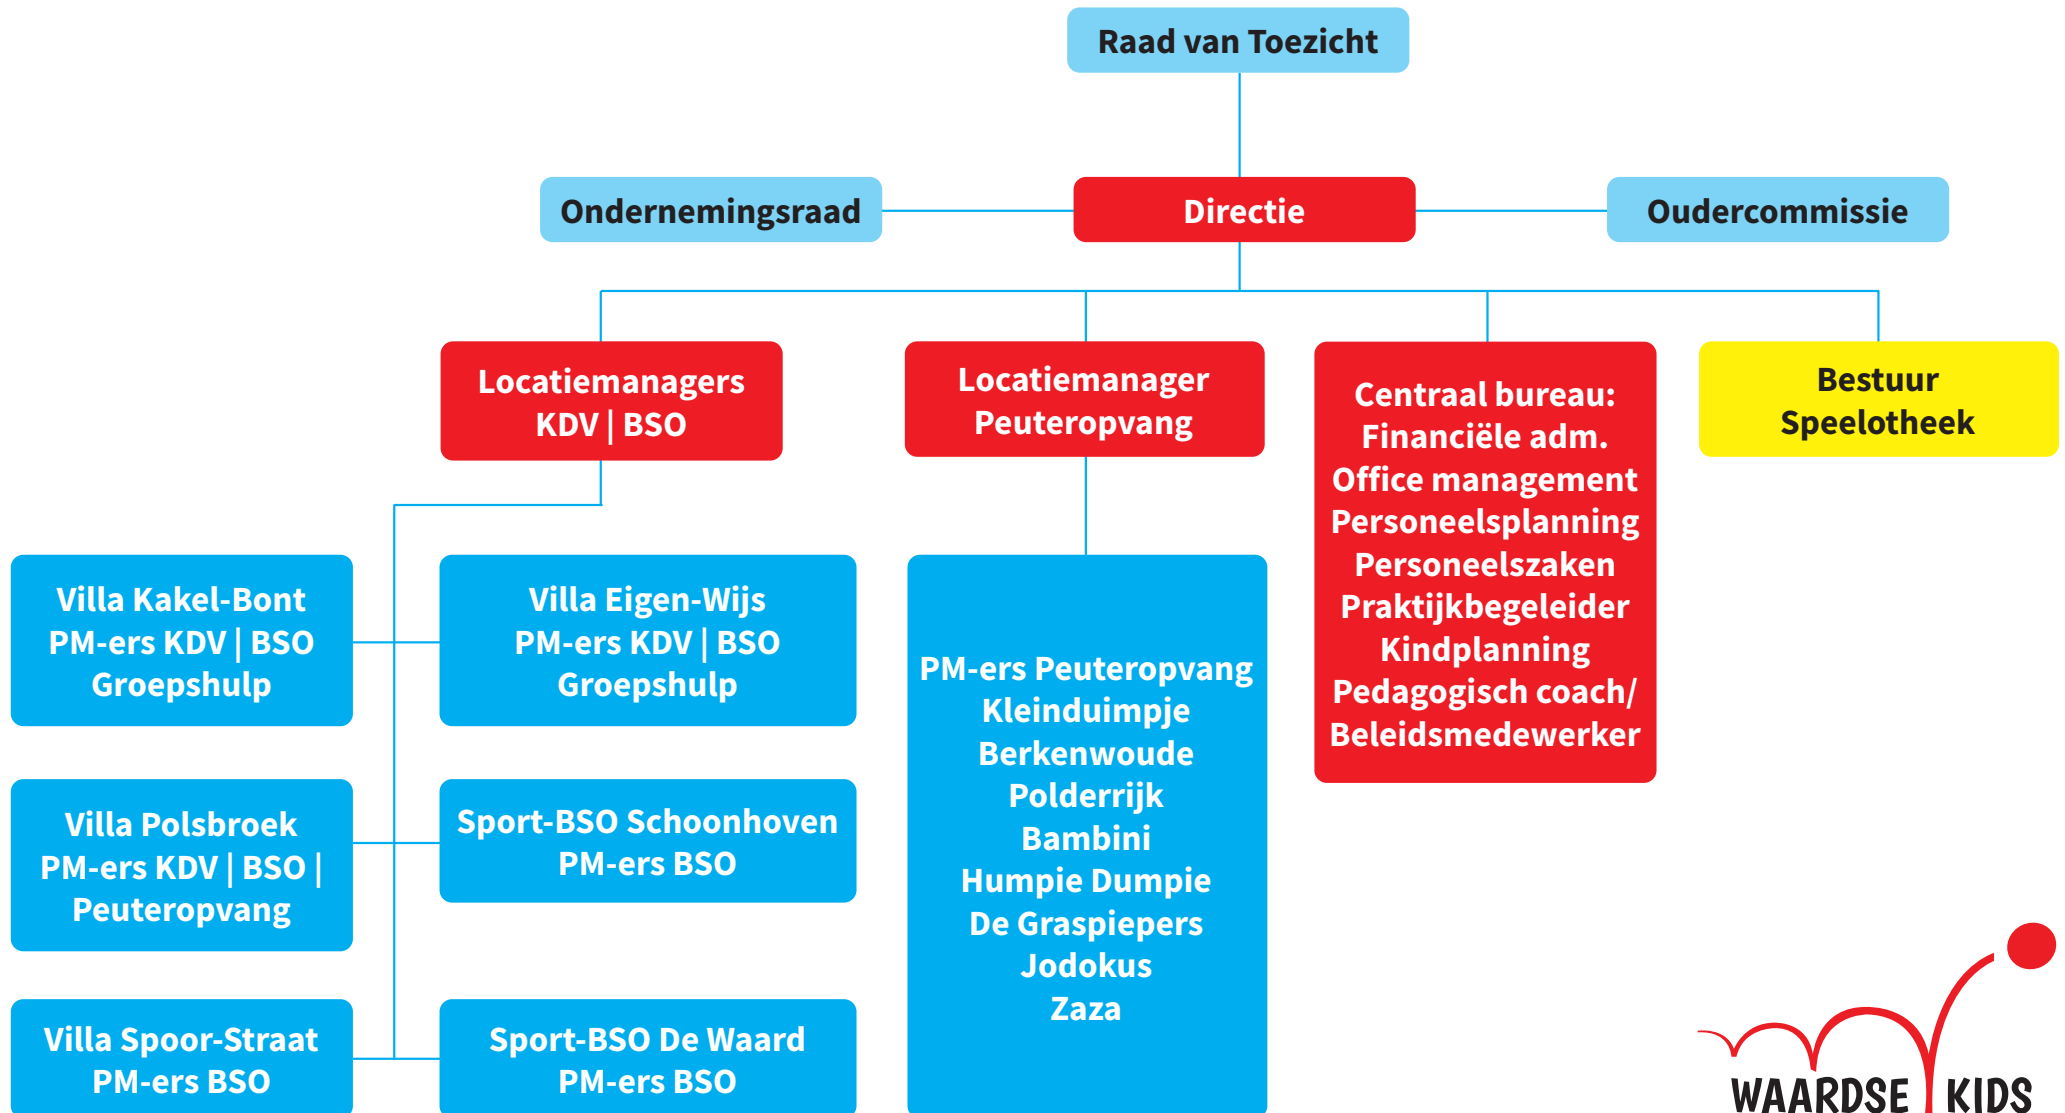 Raad van Toezicht
Ondernemingsraad
Directie
Oudercommissie
Locatiemanagers
KDV | BSO
Locatiemanager
Peuteropvang
Centraal bureau:
Financiële adm.
Office management
Personeelsplanning
Personeelszaken
Praktijkbegeleider
Kindplanning
Pedagogisch coach/
Beleidsmedewerker
Bestuur
Speelotheek
Villa Kakel-Bont
PM-ers KDV | BSO
Groepshulp
Villa Eigen-Wijs
PM-ers KDV | BSO
Groepshulp
Villa Polsbroek
PM-ers KDV | BSO |
Peuteropvang
Sport-BSO Schoonhoven
PM-ers BSO
Villa Spoor-Straat
PM-ers BSO
Sport-BSO De Waard
PM-ers BSO
PM-ers Peuteropvang
Kleinduimpje
Berkenwoude
Polderrijk
Bambini
Humpie Dumpie
De Graspiepers
Jodokus
Zaza
WAARDSE KIDS